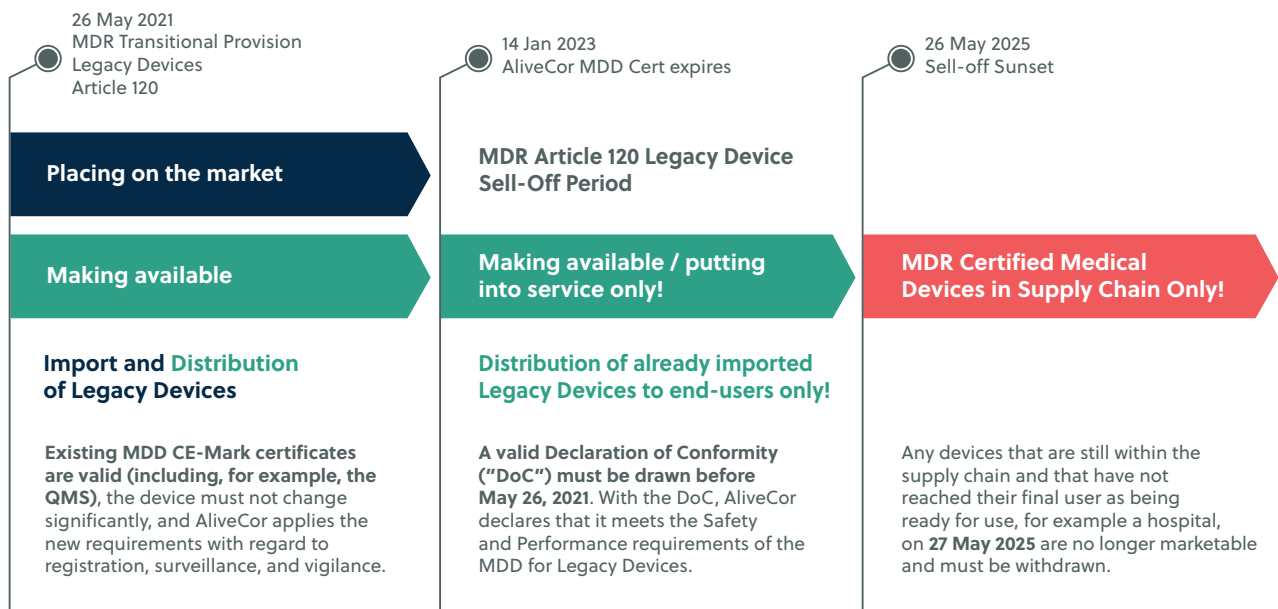 26 May 2021
MDR Transitional Provision
Legacy Devices
Article 120
14 Jan 2023
AliveCor MDD Cert expires
26 May 2025
Sell-off Sunset
Placing on the market
MDR Article 120 Legacy Device
Sell-Off Period
Making available
Making available / putting
into service only!
MDR Certified Medical
Devices in Supply Chain Only!
Import and Distribution
of Legacy Devices
Distribution of already imported
Legacy Devices to end-users only!
Existing MDD CE-Mark certificates
are valid (including, for example, the
QMS), the device must not change
significantly, and AliveCor applies the
new requirements with regard to
registration, surveillance, and vigilance.
A valid Declaration of Conformity
("DoC") must be drawn before
May 26, 2021. With the DoC, AliveCor
declares that it meets the Safety
and Performance requirements of the
MDD for Legacy Devices.
Any devices that are still within the
supply chain and that have not
reached their final user as being
ready for use, for example a hospital,
on 27 May 2025 are no longer marketable
and must be withdrawn.